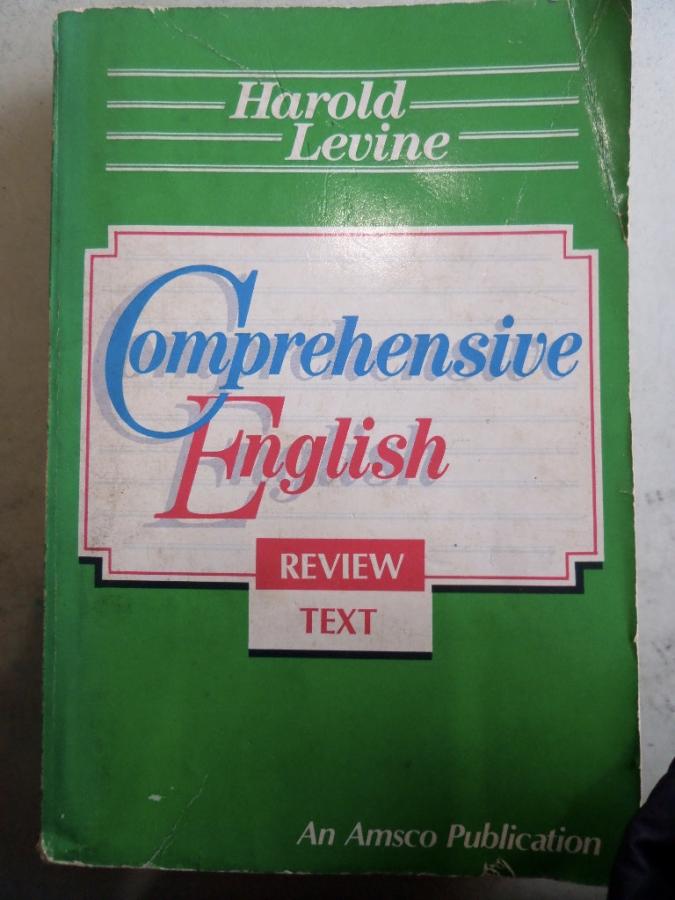 Harold
Levine
Comprehensive
English
REVIEW
TEXT
An Amsco Publication